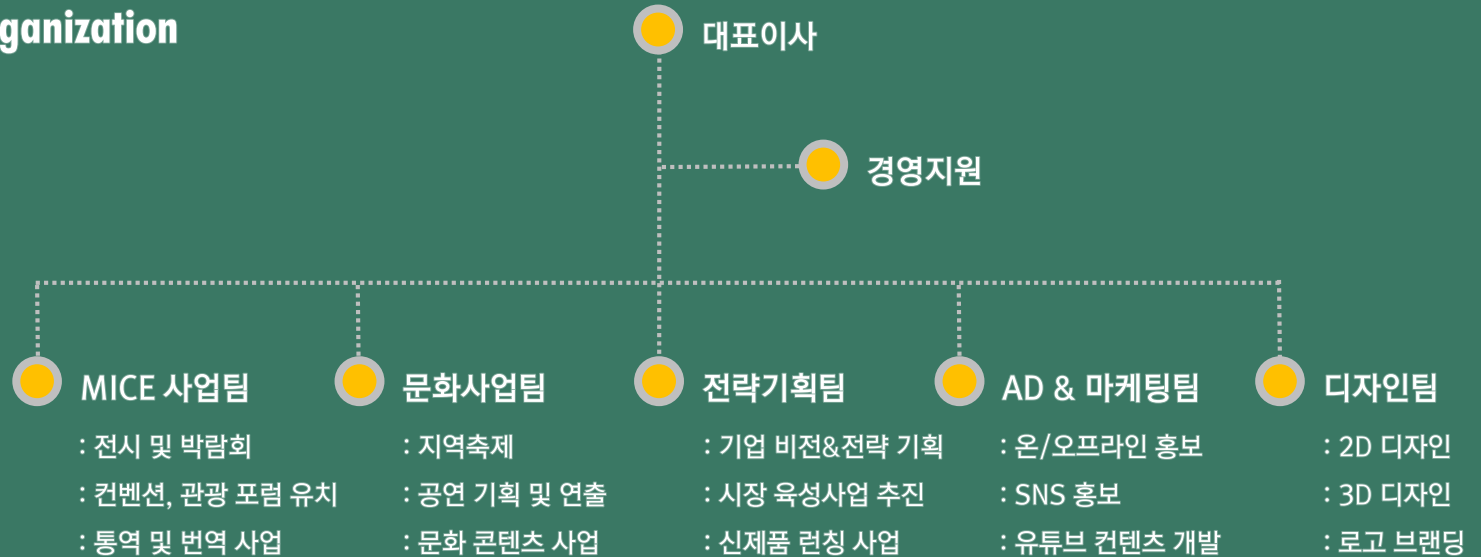 ganization
대표이사
경영지원
MICE 사업팀
: 전시 및 박람회
: 컨벤션, 관광 포럼 유치
: 통역 및 번역 사업
문화사업팀
: 지역축제
: 공연 기획 및 연출
: 문화 콘텐츠 사업
전략기획팀
: 기업 비전&전략 기획
: 시장 육성사업 추진
: 신제품 런칭 사업
AD & 마케팅팀
: 온/오프라인 홍보
: SNS 홍보
: 유튜브 컨텐츠 개발
디자인팀
: 2D 디자인
: 3D 디자인
: 로고 브랜딩